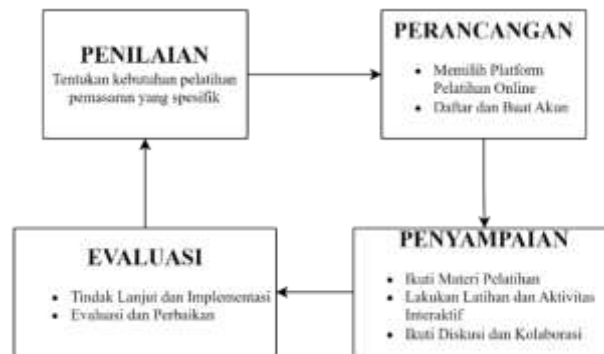 PENILAIAN
Tentukan kebutuhan pelatihan
pemasaran yang spesifik
PERANCANGAN
• Memilih Platform
Pelatihan Online
• Daftar dan Buat Akun
EVALUASI
• Tindak Lanjut dan Implementasi
• Evaluasi dan Perbaikan
PENYAMPAIAN
• Ikuti Materi Pelatihan
• Lakukan Latihan dan Aktivitas
Interaktif
• Ikuti Diskusi dan Kolaborasi